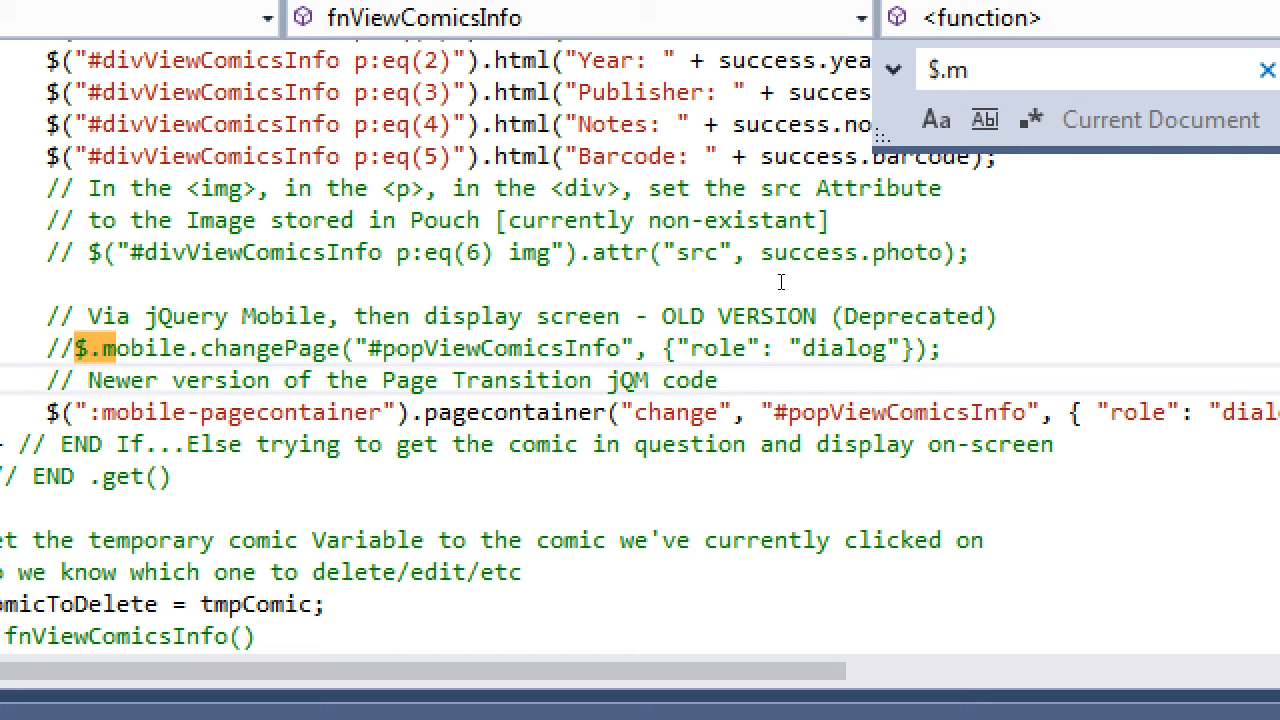 fnViewComicsInfo
<function>
$("#divViewComicsInfo p:eq(2)").html("Year: " + success.yea
$.m
$("#divViewComicsInfo p:eq(3)").html("Publisher: " + succes
$("#divViewComicsInfo p:eq(4)").html("Notes: " + success.no
Aa Abl .* Current Document
$("#divViewComicsInfo p:eq(5)").html("Barcode: " + success.barcode);
// In the <img>, in the <p>, in the <div>, set the src Attribute
// to the Image stored in Pouch [currently non-existant]
// $("#divViewComicsInfo p:eq(6) img").attr("src", success.photo);
// Via jQuery Mobile, then display screen - OLD VERSION (Deprecated)
//$.mobile.changePage("#popViewComicsInfo", {"role": "dialog"});
// Newer version of the Page Transition jQM code
$(":mobile-pagecontainer").pagecontainer("change", "#popViewComicsInfo", { "role": "dialo
// END If...Else trying to get the comic in question and display on-screen
/ END .get()
et the temporary comic Variable to the comic we've currently clicked on
o we know which one to delete/edit/etc
omicToDelete = tmpComic;
fnViewComicsInfo()